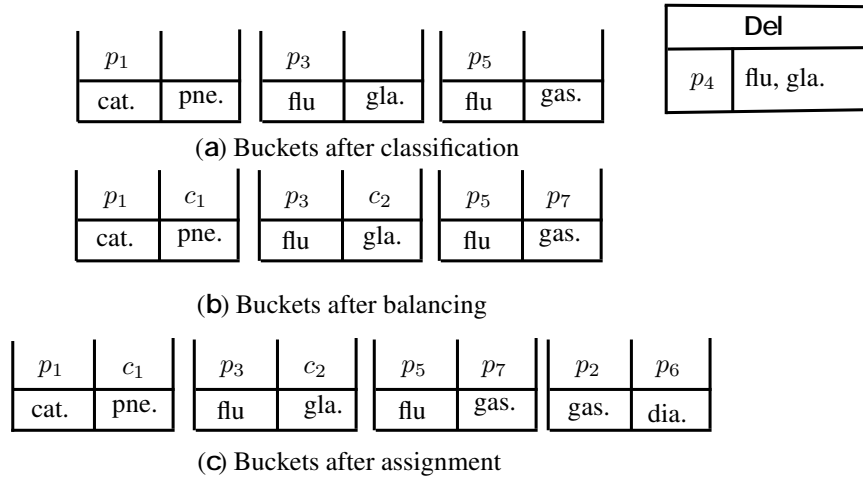 Del
p₄ flu, gla.
p₁ p₃ p₅
cat. pne. flu gla. flu gas.
(a) Buckets after classification
p₁ c₁ p₃ c₂ p₅ p₇
cat. pne. flu gla. flu gas.
(b) Buckets after balancing
p₁ c₁ p₃ c₂ p₅ p₇ p₂ p₆
cat. pne. flu gla. flu gas. gas. dia.
(c) Buckets after assignment